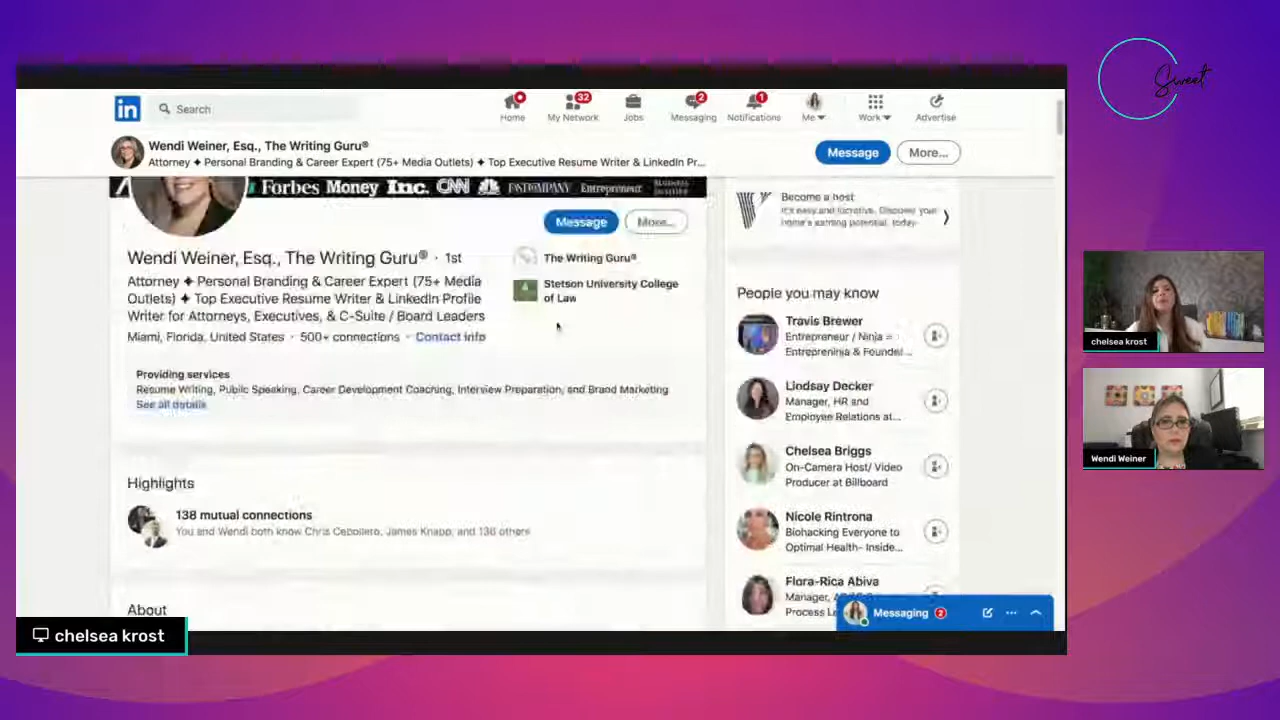 Sweet
Search
Home
32
My Network
Jobs
2
Messaging
1
Notifications
Me
Work
Advertise
Wendi Weiner, Esq., The Writing Guru®
Attorney ✦ Personal Branding & Career Expert (75+ Media Outlets) ✦ Top Executive Resume Writer & LinkedIn Pr...
Message
More...
Forbes Money Inc. CNN FAST COMPANY Entrepreneur BUSINESS INSIDER
Message
More...
Wendi Weiner, Esq., The Writing Guru® · 1st
Attorney ✦ Personal Branding & Career Expert (75+ Media
Outlets) ✦ Top Executive Resume Writer & LinkedIn Profile
Writer for Attorneys, Executives, & C-Suite / Board Leaders
Miami, Florida, United States · 500+ connections · Contact info
The Writing Guru®
Stetson University College
of Law
Providing services
Resume Writing, Public Speaking, Career Development Coaching, Interview Preparation, and Brand Marketing
See all details
Highlights
138 mutual connections
You and Wendi both know Chris Cebollero, James Knapp, and 136 others
About
Become a host
It's easy and lucrative. Discover your
home's earning potential, today.
People you may know
Travis Brewer
Entrepreneur / Ninja =
Entrepreninja & Founde...
Lindsay Decker
Manager, HR and
Employee Relations at...
Chelsea Briggs
On-Camera Host/ Video
Producer at Billboard
Nicole Rintrona
Biohacking Everyone to
Optimal Health- Inside...
Flora-Rica Abiva
Manager,
Process
Messaging 2
chelsea krost
Wendi Weiner
chelsea krost